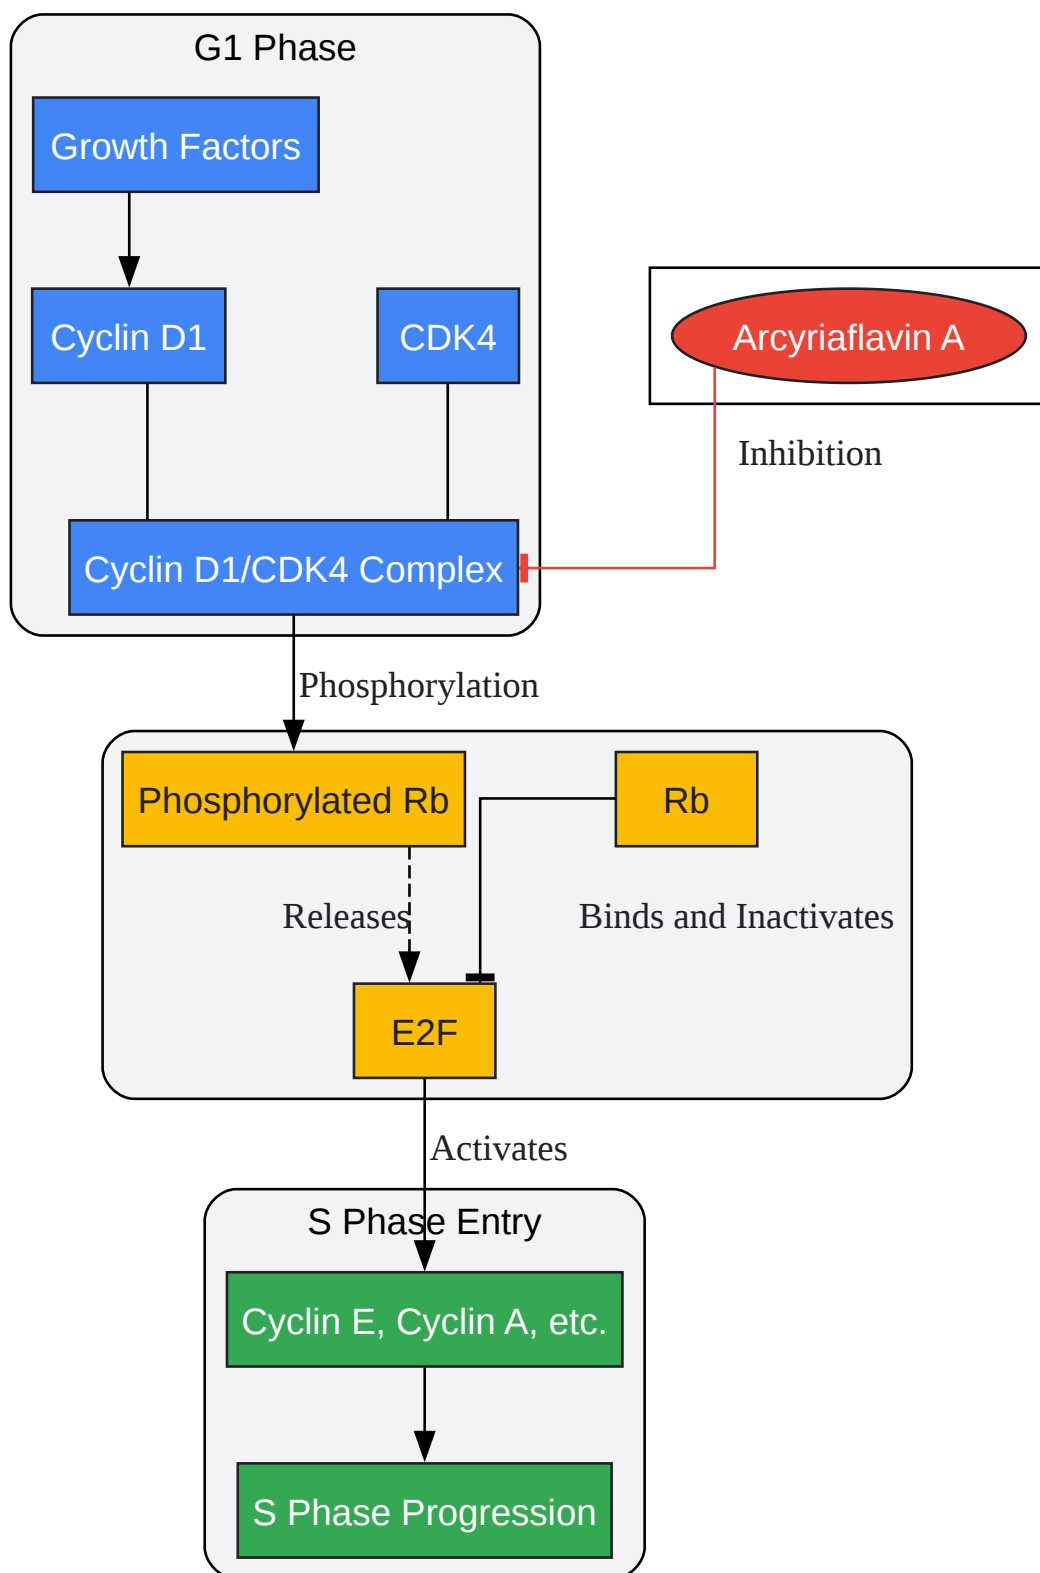 G1 Phase
Growth Factors
Cyclin D1
CDK4
Arcyriaflavin A
Inhibition
Cyclin D1/CDK4 Complex
Phosphorylation
Phosphorylated Rb
Rb
Releases
Binds and Inactivates
E2F
Activates
S Phase Entry
Cyclin E, Cyclin A, etc.
S Phase Progression